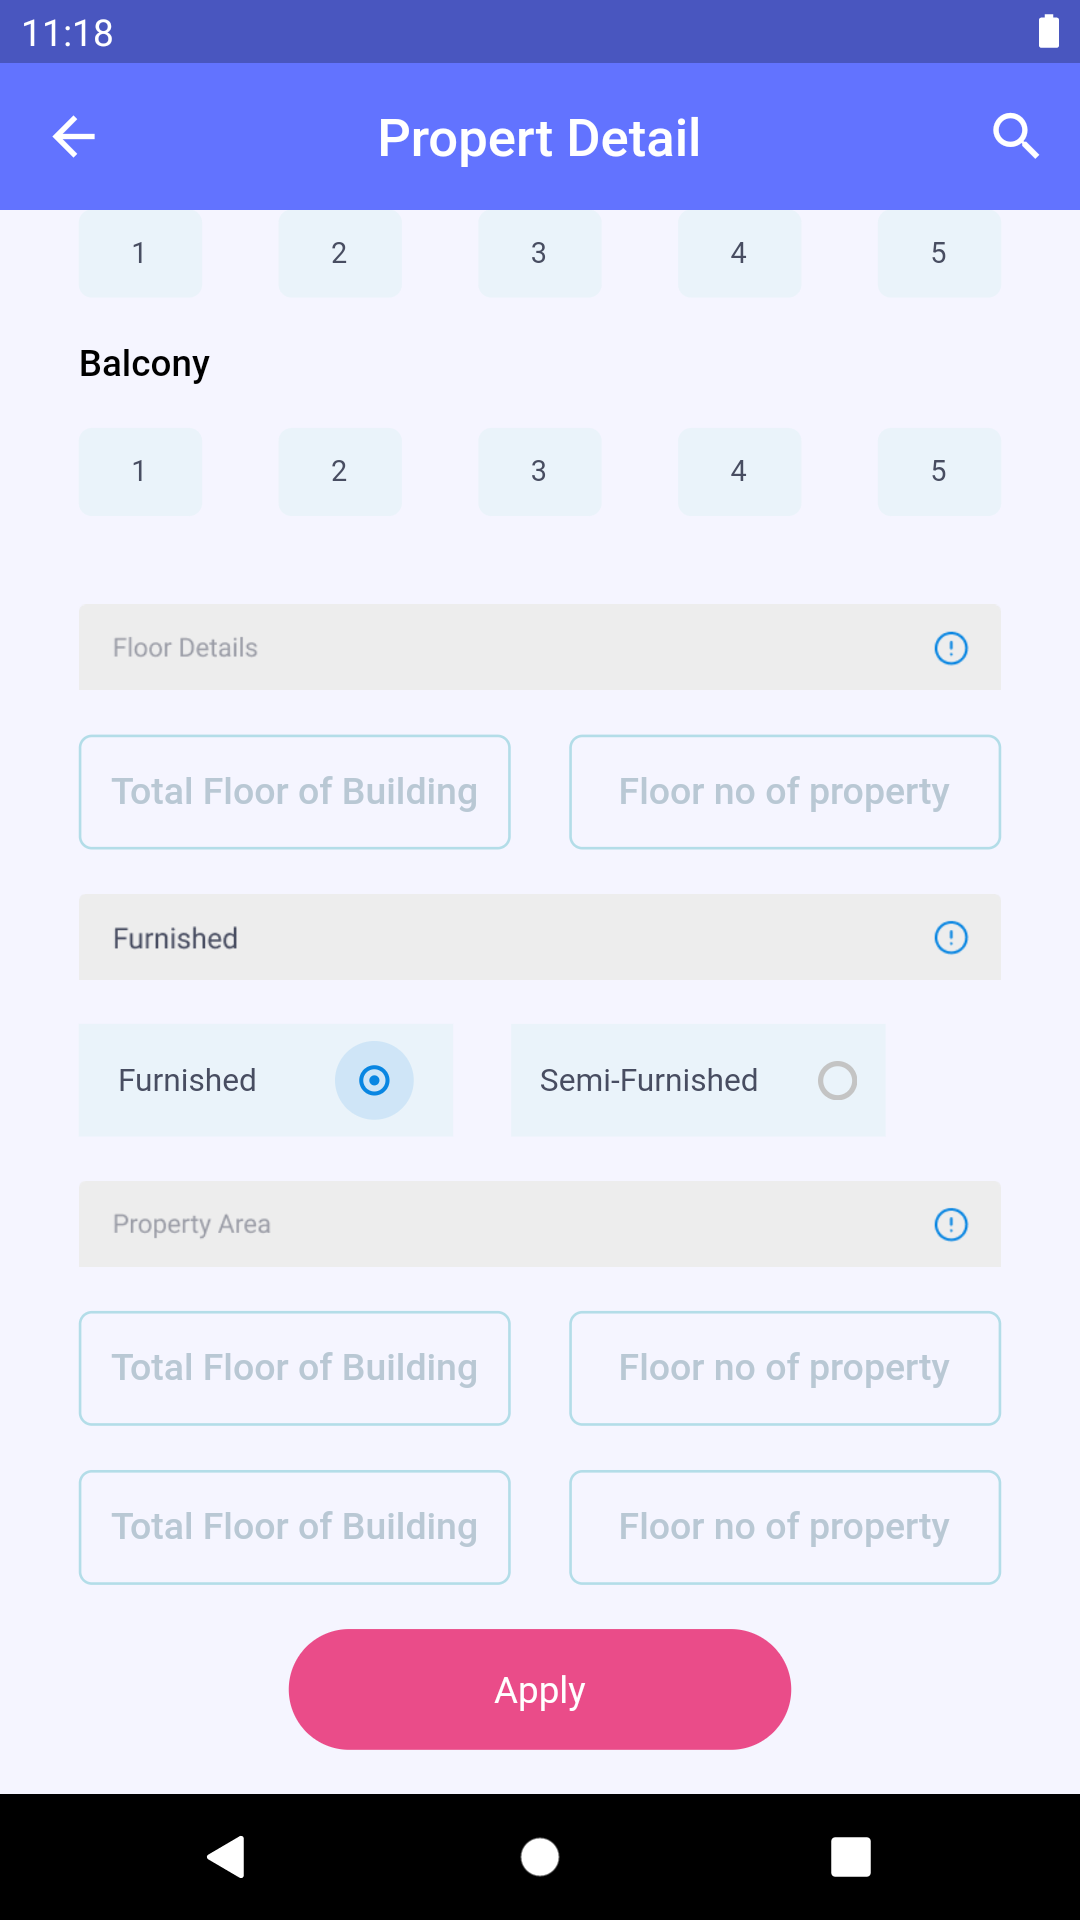 11:18
Propert Detail
1 2 3 4 5
Balcony
1 2 3 4 5
Floor Details
Total Floor of Building Floor no of property
Furnished
Furnished Semi-Furnished
Property Area
Total Floor of Building Floor no of property
Total Floor of Building Floor no of property
Apply